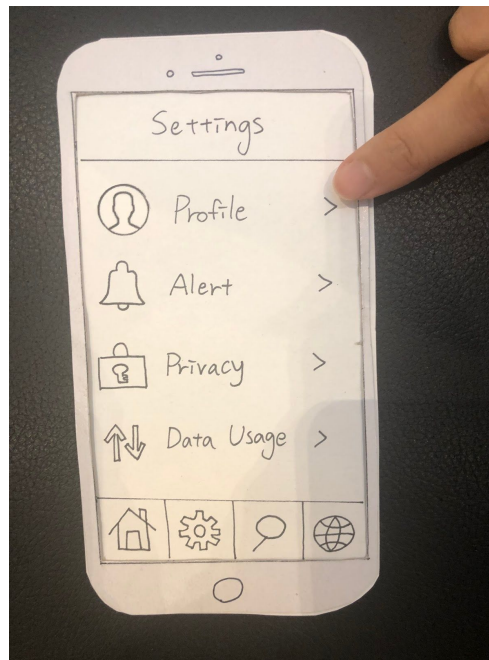 Settings
Profile >
Alert >
Privacy >
Data Usage >